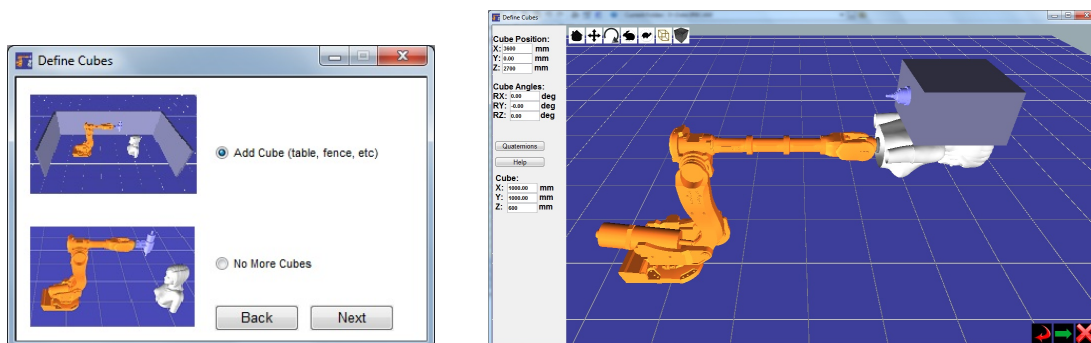 Define Cubes
Add Cube (table, fence, etc)
No More Cubes
Back Next
Define Cubes
Cube Position:
X: 3600 mm
Y: 0.00 mm
Z: 2700 mm
Cube Angles:
RX: 0.00 deg
RY: -0.00 deg
RZ: 0.00 deg
Quaternions
Help
Cube:
X: 1000.00 mm
Y: 1000.00 mm
Z: 600 mm